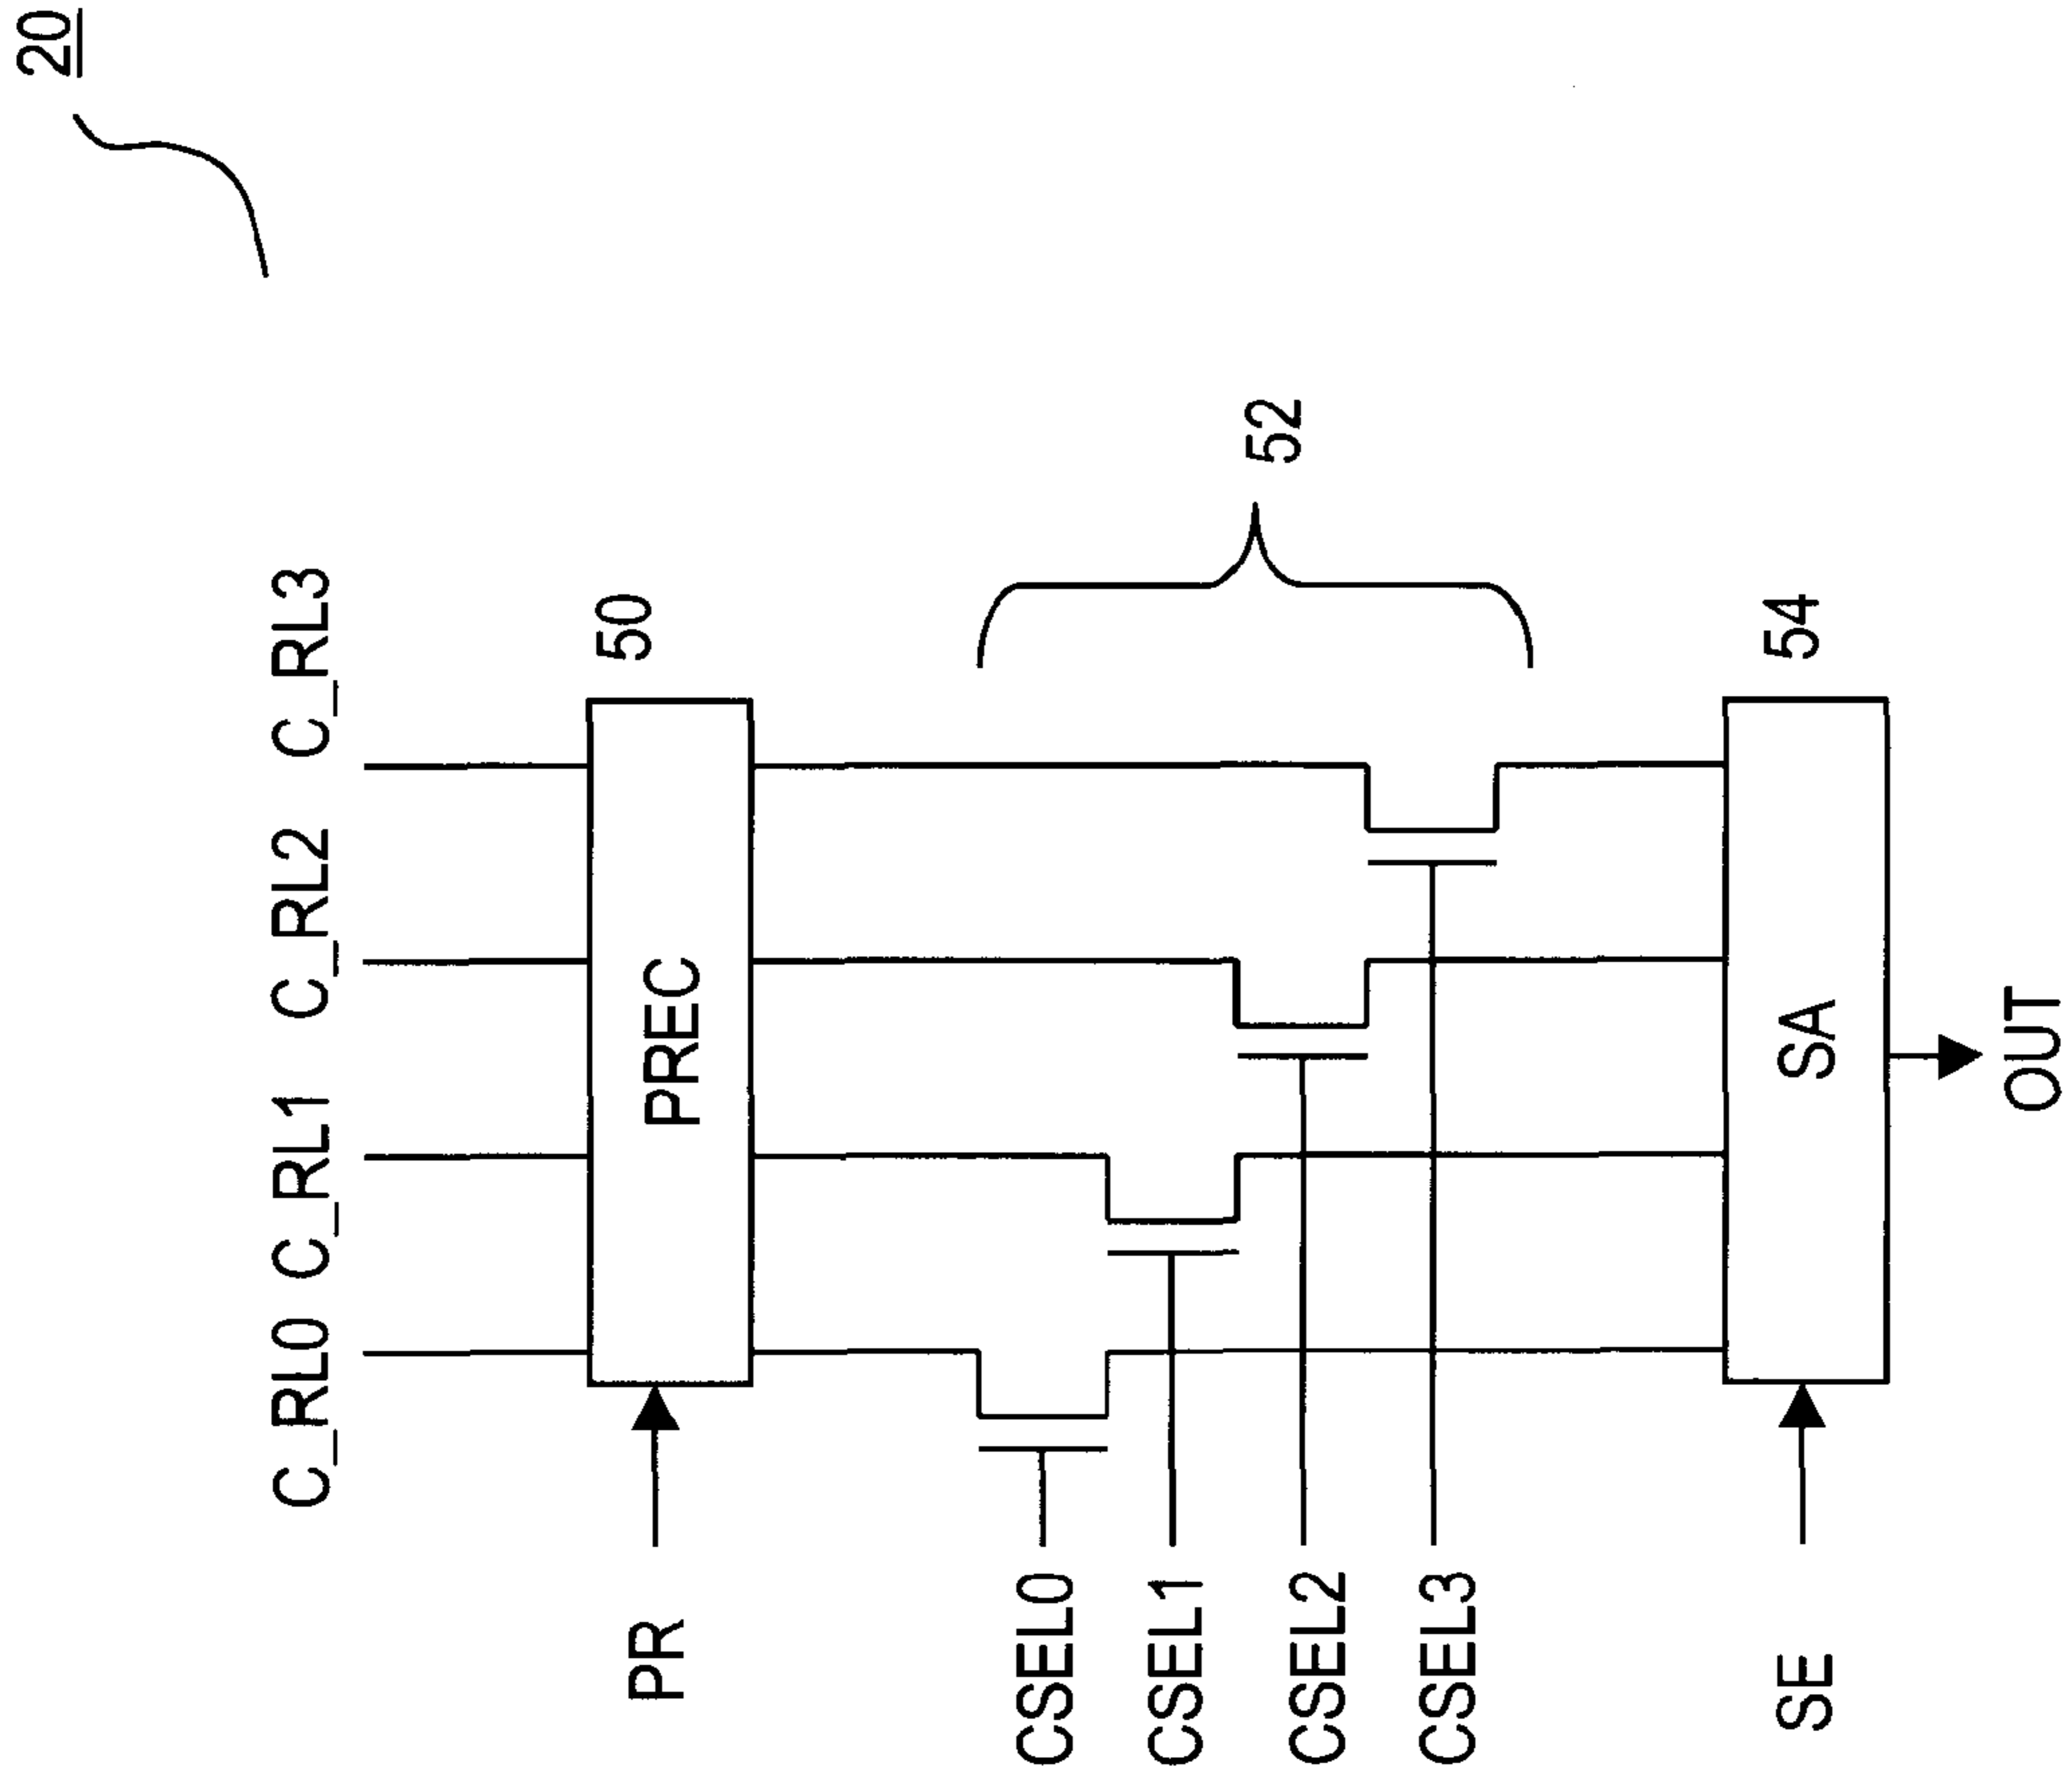 20
C_RL0
C_RL1
C_RL2
C_RL3
PR
PREC
50
CSEL0
CSEL1
CSEL2
CSEL3
52
SE
SA
54
OUT